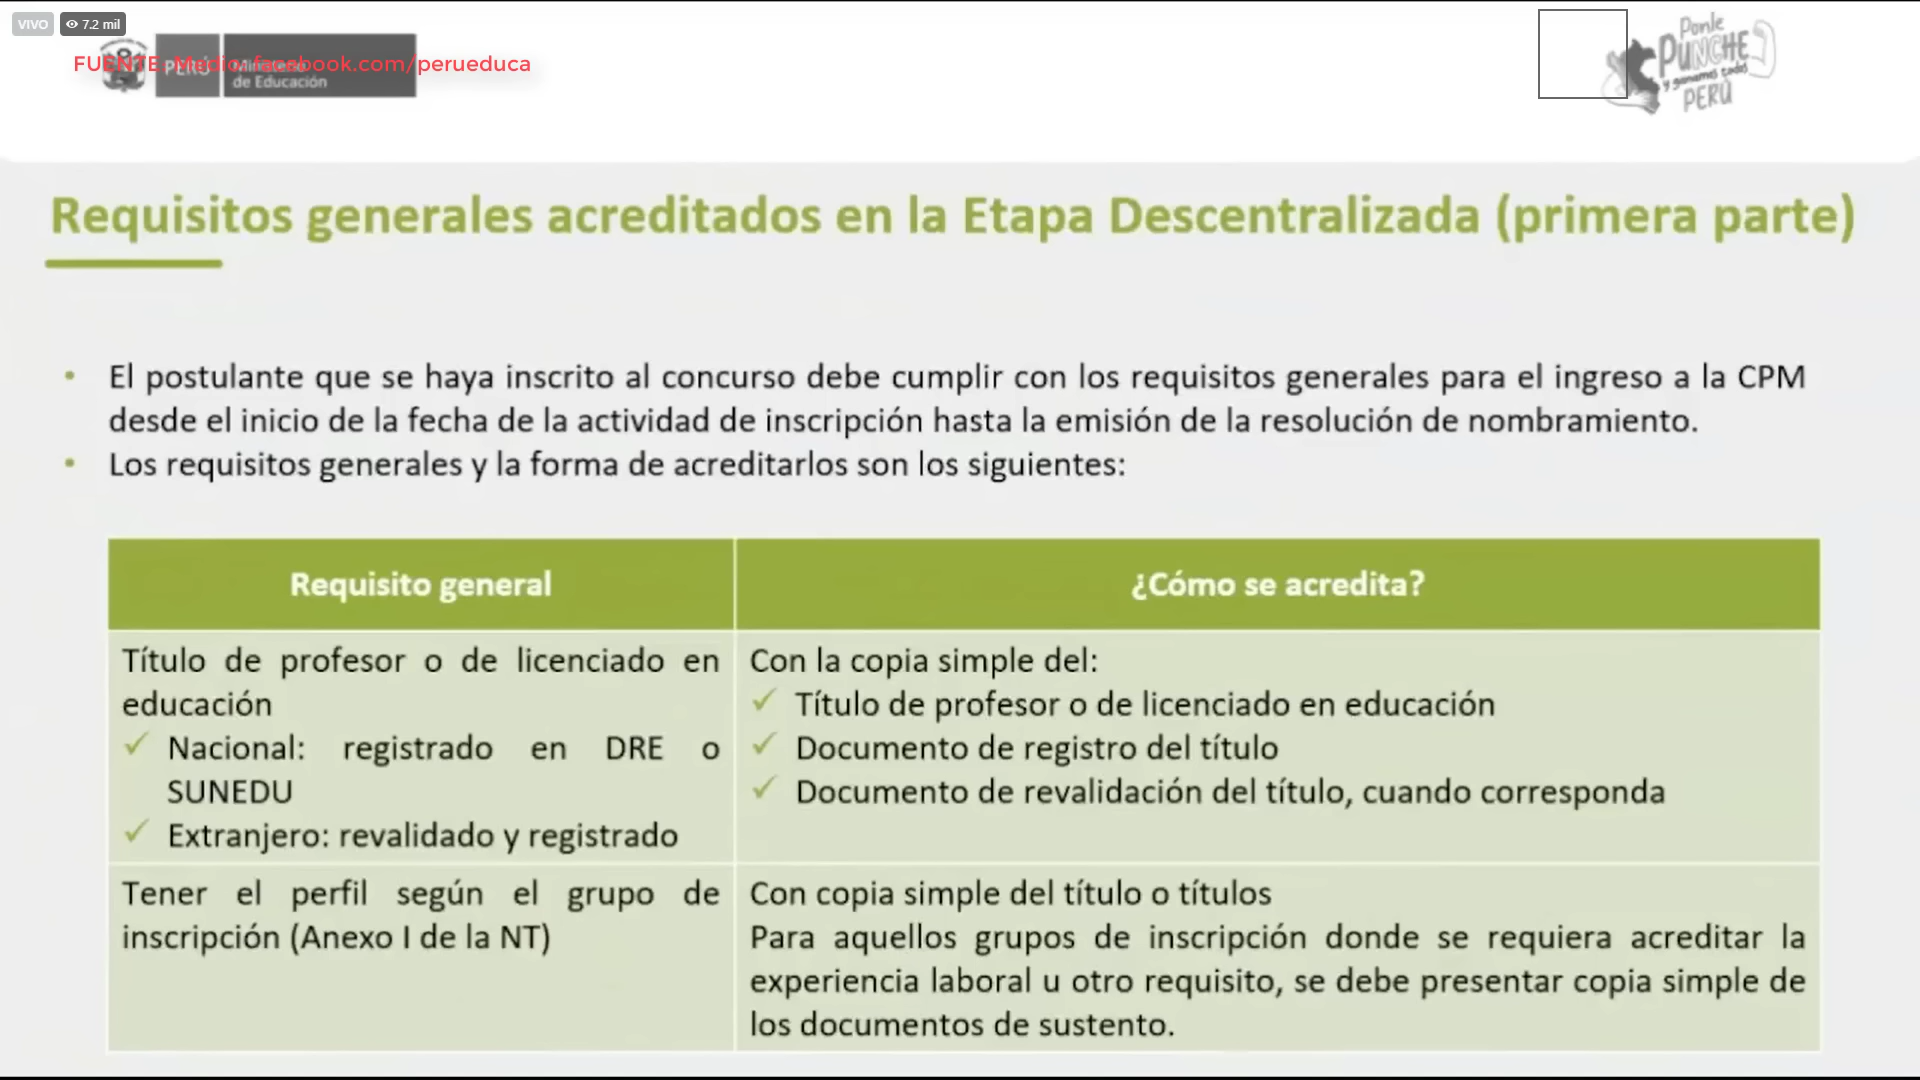 VIVO 7.2 mil
FUENTE: Medio: facebook.com/perueduca
PERÚ Ministerio
de Educación
Ponle
PUNCHE
y ganamos todos
PERÚ
Requisitos generales acreditados en la Etapa Descentralizada (primera parte)
• El postulante que se haya inscrito al concurso debe cumplir con los requisitos generales para el ingreso a la CPM
desde el inicio de la fecha de la actividad de inscripción hasta la emisión de la resolución de nombramiento.
• Los requisitos generales y la forma de acreditarlos son los siguientes:
Requisito general
¿Cómo se acredita?
Título de profesor o de licenciado en
educación
✓ Nacional: registrado en DRE o
SUNEDU
✓ Extranjero: revalidado y registrado
Con la copia simple del:
✓ Título de profesor o de licenciado en educación
✓ Documento de registro del título
✓ Documento de revalidación del título, cuando corresponda
Tener el perfil según el grupo de
inscripción (Anexo I de la NT)
Con copia simple del título o títulos
Para aquellos grupos de inscripción donde se requiera acreditar la
experiencia laboral u otro requisito, se debe presentar copia simple de
los documentos de sustento.